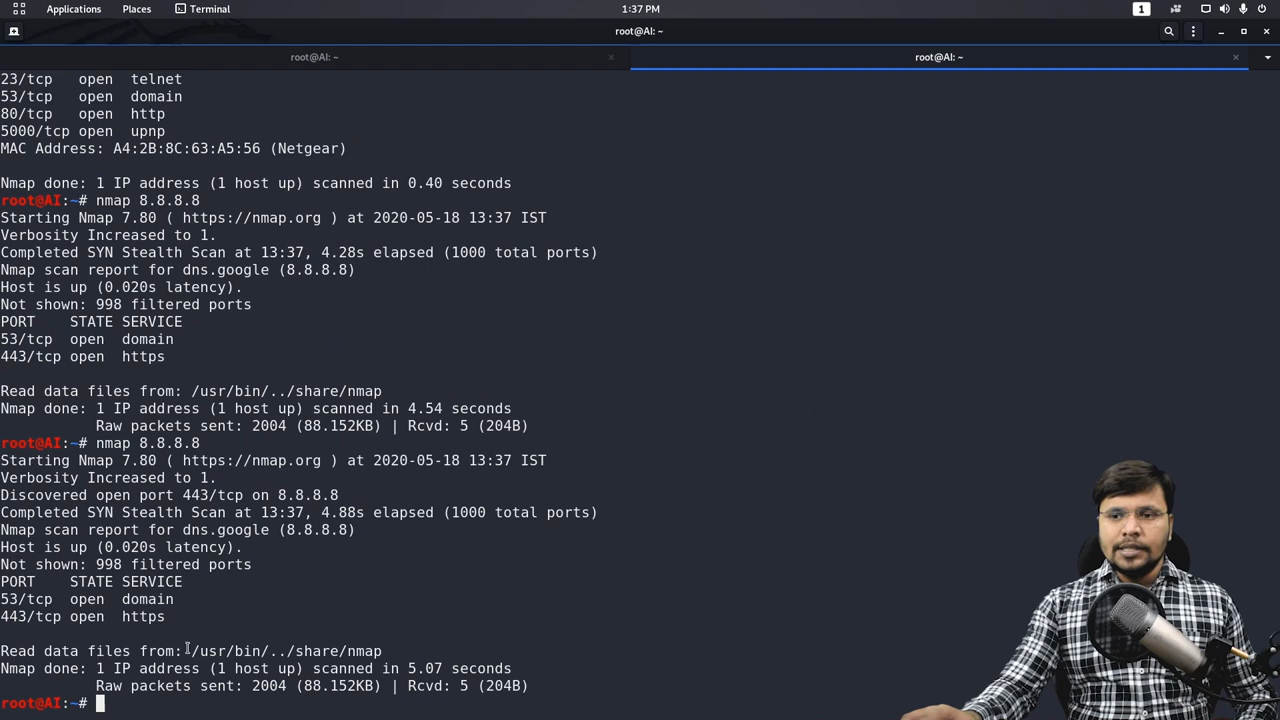 Applications Places Terminal 1:37 PM 1
root@AI: ~
root@AI: ~ root@AI: ~
23/tcp open telnet
53/tcp open domain
80/tcp open http
5000/tcp open upnp
MAC Address: A4:2B:8C:63:A5:56 (Netgear)
Nmap done: 1 IP address (1 host up) scanned in 0.40 seconds
root@AI:~# nmap 8.8.8.8
Starting Nmap 7.80 ( https://nmap.org ) at 2020-05-18 13:37 IST
Verbosity Increased to 1.
Completed SYN Stealth Scan at 13:37, 4.28s elapsed (1000 total ports)
Nmap scan report for dns.google (8.8.8.8)
Host is up (0.020s latency).
Not shown: 998 filtered ports
PORT STATE SERVICE
53/tcp open domain
443/tcp open https
Read data files from: /usr/bin/../share/nmap
Nmap done: 1 IP address (1 host up) scanned in 4.54 seconds
Raw packets sent: 2004 (88.152KB) | Rcvd: 5 (204B)
root@AI:~# nmap 8.8.8.8
Starting Nmap 7.80 ( https://nmap.org ) at 2020-05-18 13:37 IST
Verbosity Increased to 1.
Discovered open port 443/tcp on 8.8.8.8
Completed SYN Stealth Scan at 13:37, 4.88s elapsed (1000 total ports)
Nmap scan report for dns.google (8.8.8.8)
Host is up (0.020s latency).
Not shown: 998 filtered ports
PORT STATE SERVICE
53/tcp open domain
443/tcp open https
Read data files from: /usr/bin/../share/nmap
Nmap done: 1 IP address (1 host up) scanned in 5.07 seconds
Raw packets sent: 2004 (88.152KB) | Rcvd: 5 (204B)
root@AI:~#